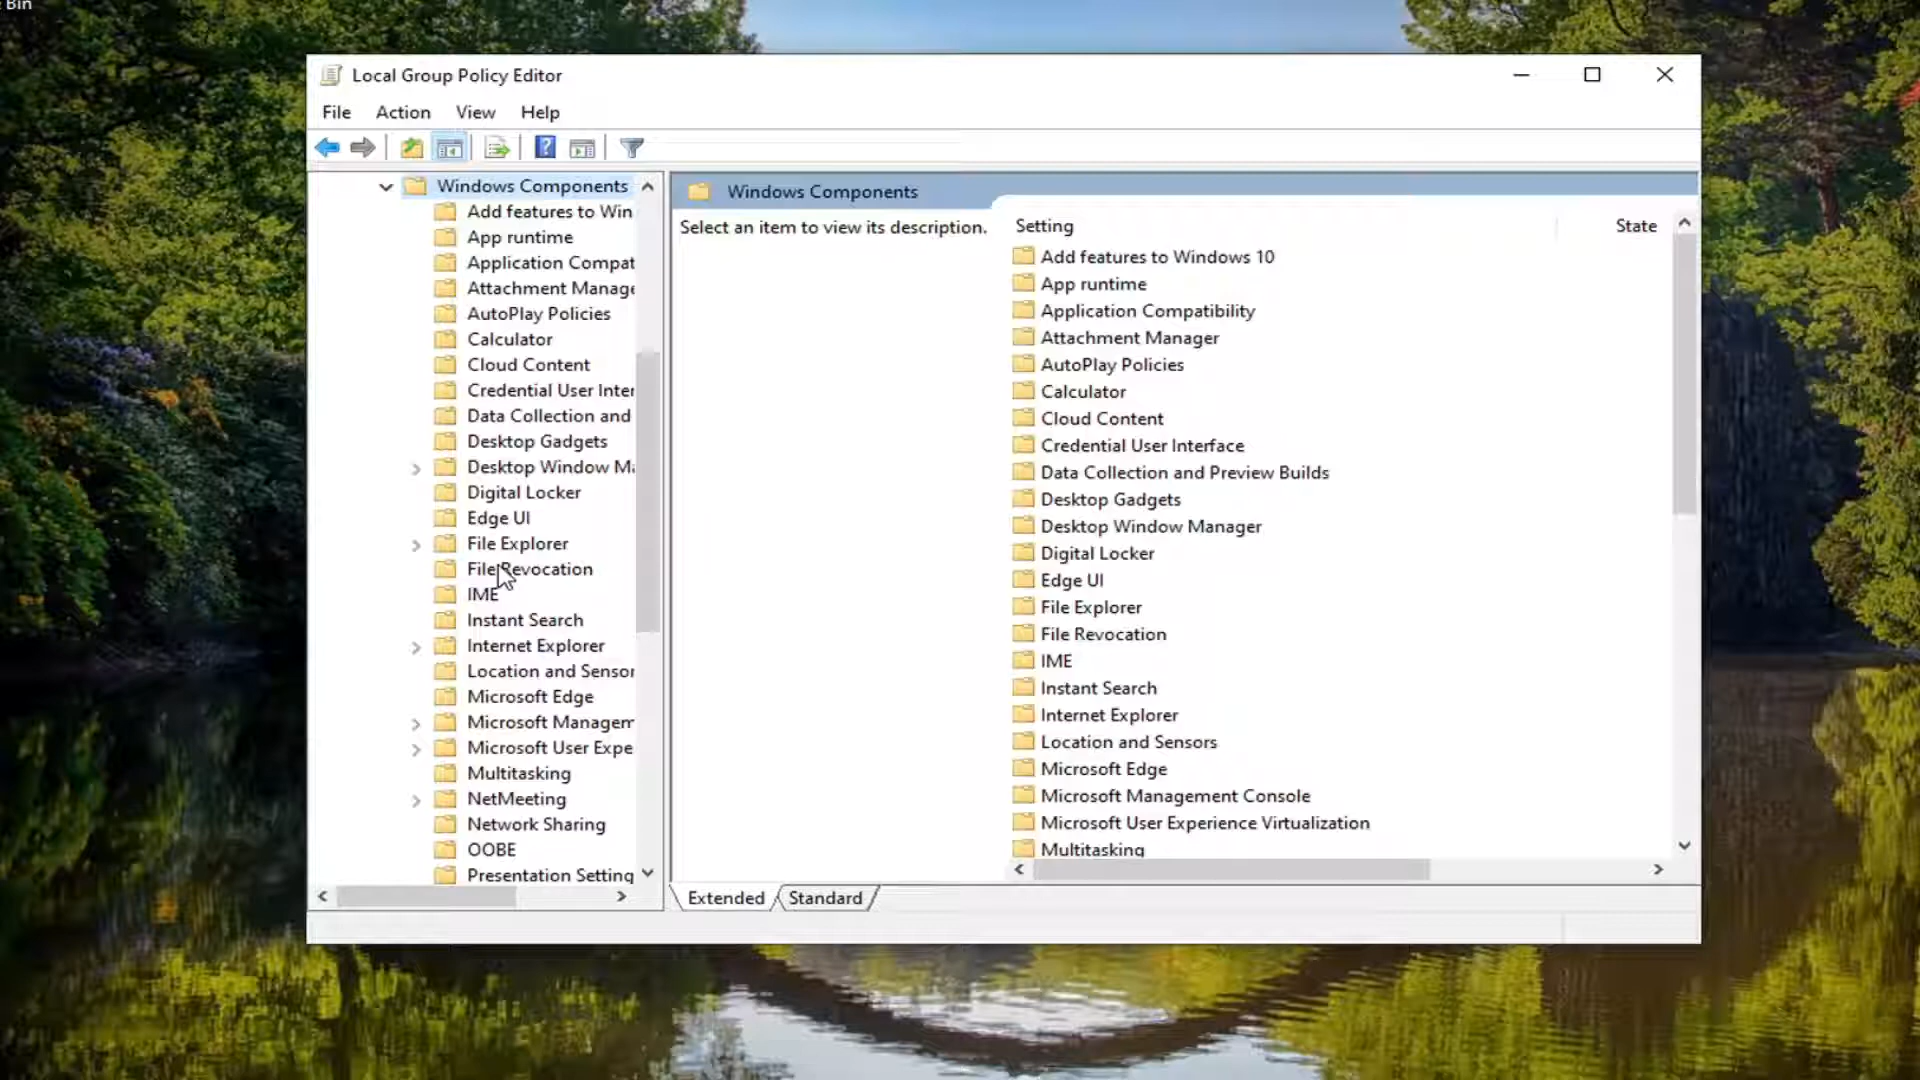 Bin
Local Group Policy Editor
File Action View Help
Windows Components
Add features to Win
App runtime
Application Compat
Attachment Manage
AutoPlay Policies
Calculator
Cloud Content
Credential User Inter
Data Collection and
Desktop Gadgets
Desktop Window Ma
Digital Locker
Edge UI
File Explorer
File Revocation
IME
Instant Search
Internet Explorer
Location and Sensor
Microsoft Edge
Microsoft Managem
Microsoft User Expe
Multitasking
NetMeeting
Network Sharing
OOBE
Presentation Setting
Windows Components
Select an item to view its description.
Setting State
Add features to Windows 10
App runtime
Application Compatibility
Attachment Manager
AutoPlay Policies
Calculator
Cloud Content
Credential User Interface
Data Collection and Preview Builds
Desktop Gadgets
Desktop Window Manager
Digital Locker
Edge UI
File Explorer
File Revocation
IME
Instant Search
Internet Explorer
Location and Sensors
Microsoft Edge
Microsoft Management Console
Microsoft User Experience Virtualization
Multitasking
Extended Standard